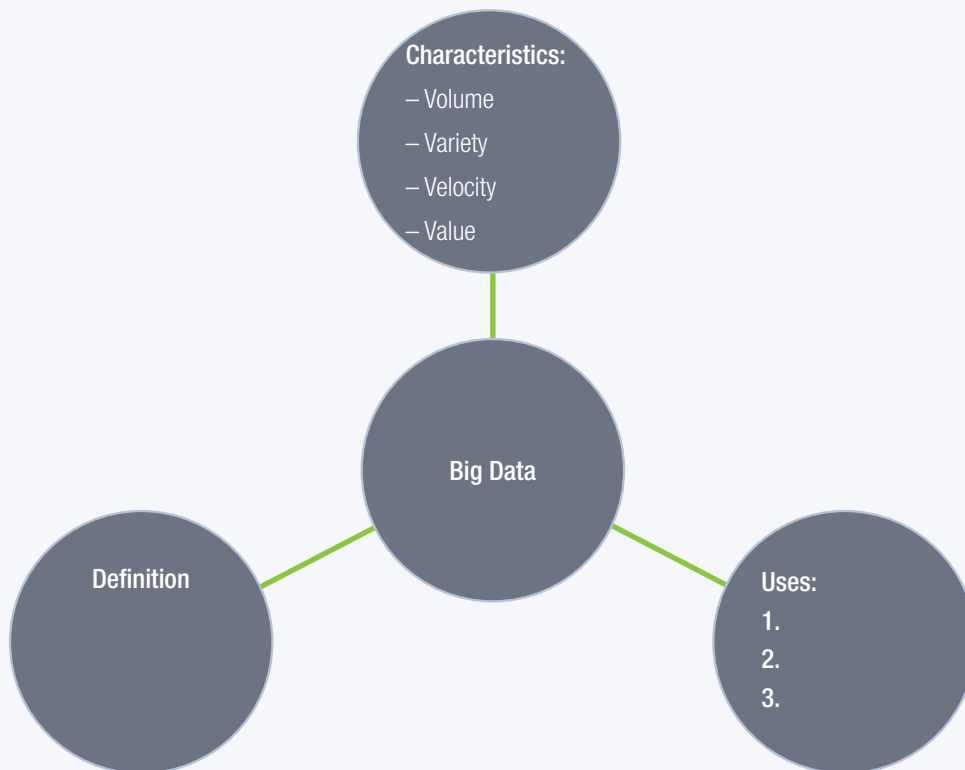 Characteristics:
– Volume
– Variety
– Velocity
– Value
Big Data
Definition
Uses:
1.
2.
3.